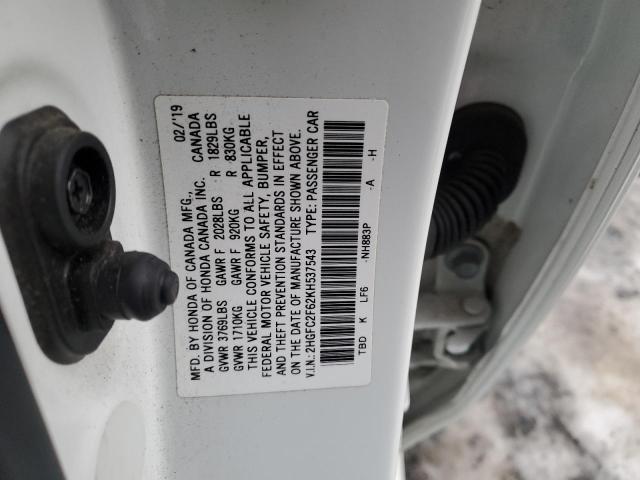 MFD. BY HONDA OF CANADA MFG., 02/'19
A DIVISION OF HONDA CANADA INC. CANADA
GVWR 3769LBS GAWR F 2028LBS R 1829LBS
GVWR 1710KG GAWR F 920KG R 830KG
THIS VEHICLE CONFORMS TO ALL APPLICABLE
FEDERAL MOTOR VEHICLE SAFETY, BUMPER,
AND THEFT PREVENTION STANDARDS IN EFFECT
ON THE DATE OF MANUFACTURE SHOWN ABOVE.
V.I.N.: 2HGFC2F62KH537543 TYPE: PASSENGER CAR
TBD K LF6 -NH883P -A -H